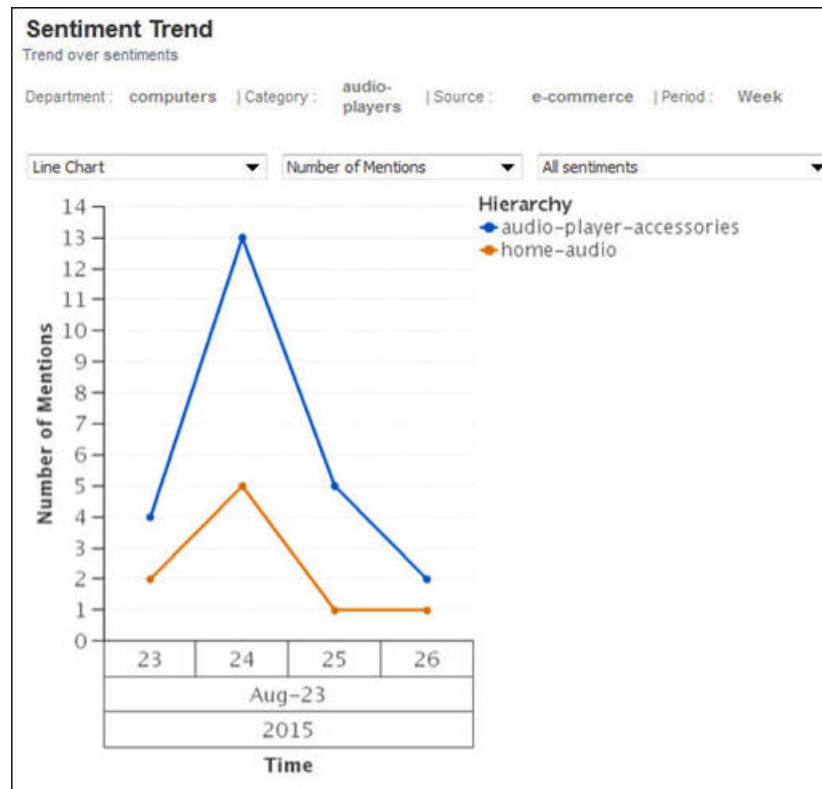 Sentiment Trend
Trend over sentiments
Department : computers | Category : audio-players | Source : e-commerce | Period : Week
Line Chart
Number of Mentions
All sentiments
Hierarchy
audio-player-accessories
home-audio
Number of Mentions
14
13
12
11
10
9
8
7
6
5
4
3
2
1
0
23 24 25 26
Aug-23
2015
Time